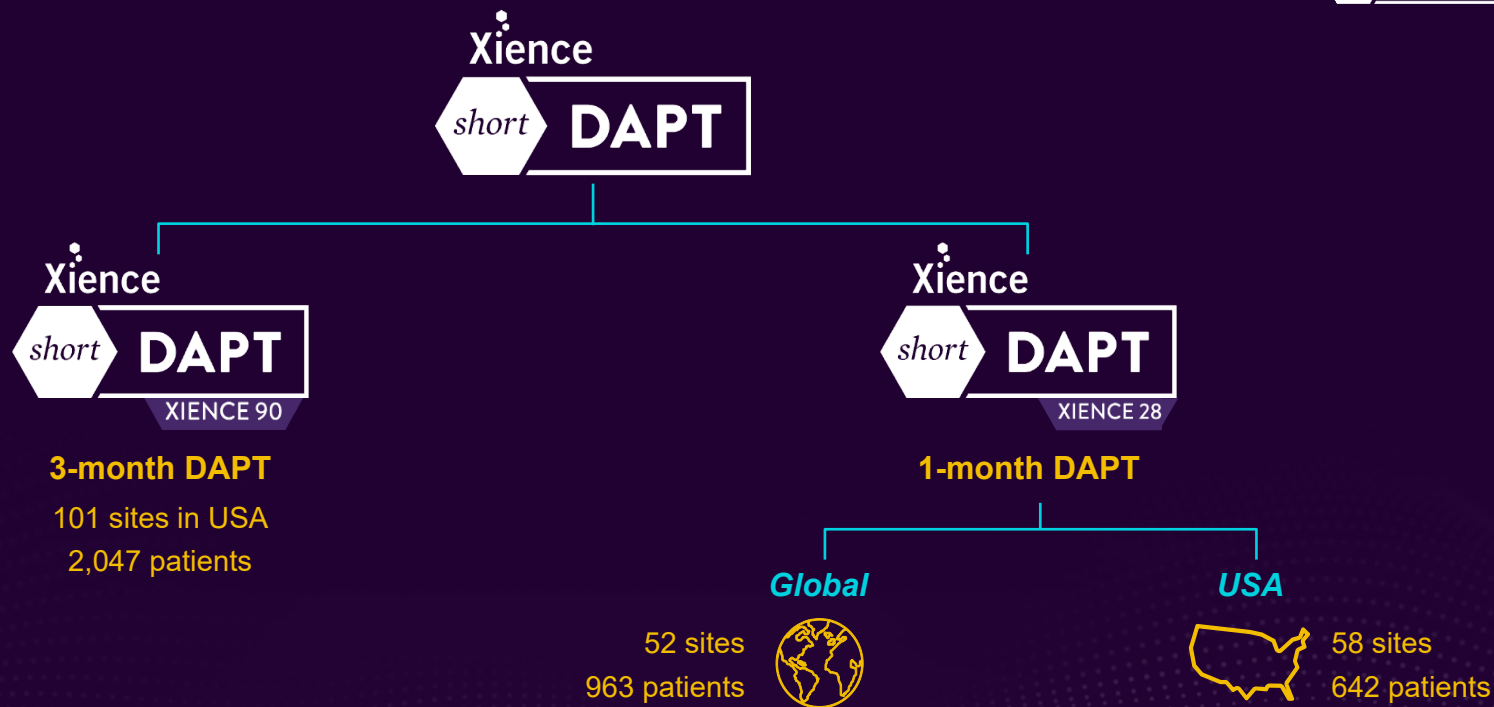 Xience
short DAPT
Xience
short DAPT
XIENCE 90
3-month DAPT
101 sites in USA
2,047 patients
Xience
short DAPT
XIENCE 28
1-month DAPT
Global
52 sites
963 patients
USA
58 sites
642 patients